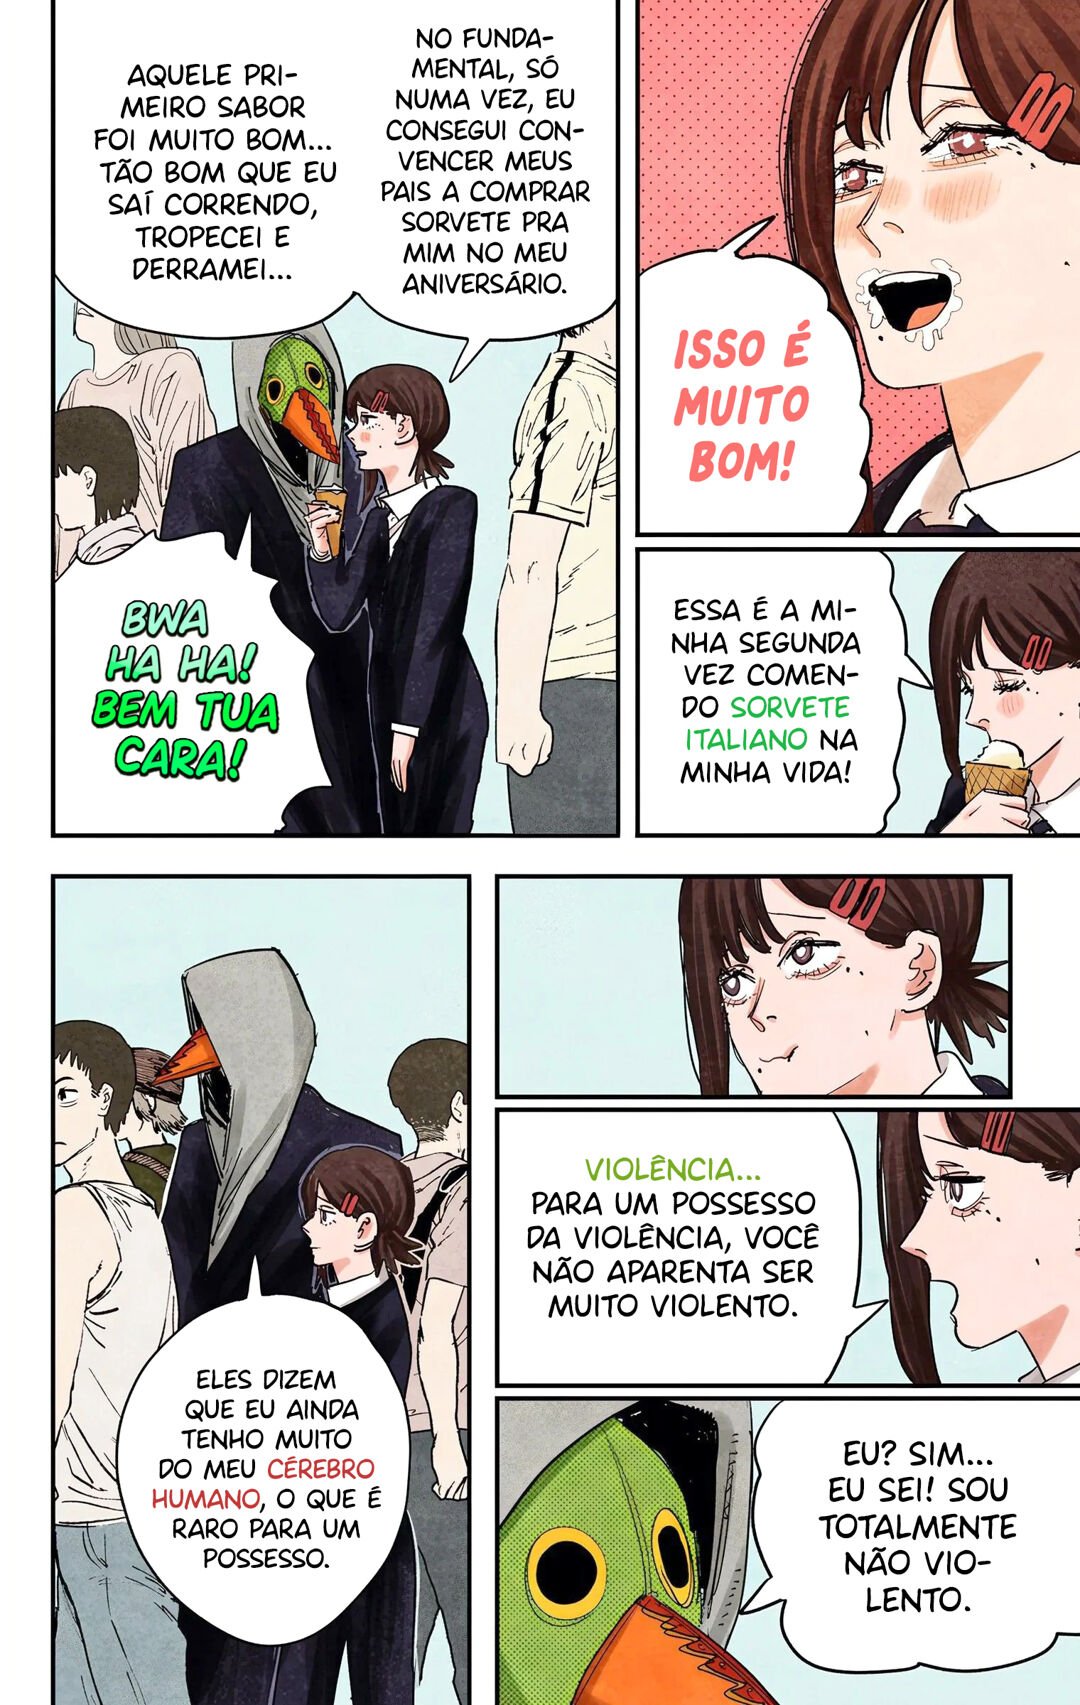 ISSO É
MUITO
BOM!
ESSA É A MI-
NHA SEGUNDA
VEZ COMEN-
DO SORVETE
ITALIANO NA
MINHA VIDA!
NO FUNDA-
MENTAL, SÓ
NUMA VEZ, EU
CONSEGUI CON-
VENCER MEUS
PAIS A COMPRAR
SORVETE PRA
MIM NO MEU
ANIVERSÁRIO.
AQUELE PRI-
MEIRO SABOR
FOI MUITO BOM...
TÃO BOM QUE EU
SAÍ CORRENDO,
TROPECEI E
DERRAMEI...
BWA
HA HA!
BEM TUA
CARA!
VIOLÊNCIA...
PARA UM POSSESSO
DA VIOLÊNCIA, VOCÊ
NÃO APARENTA SER
MUITO VIOLENTO.
EU? SIM...
EU SEI! SOU
TOTALMENTE
NÃO VIO-
LENTO.
ELES DIZEM
QUE EU AINDA
TENHO MUITO
DO MEU CÉREBRO
HUMANO, O QUE É
RARO PARA UM
POSSESSO.